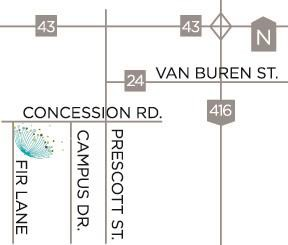 43
43
N
24
VAN BUREN ST.
CONCESSION RD.
416
FIR LANE
CAMPUS DR.
PRESCOTT ST.